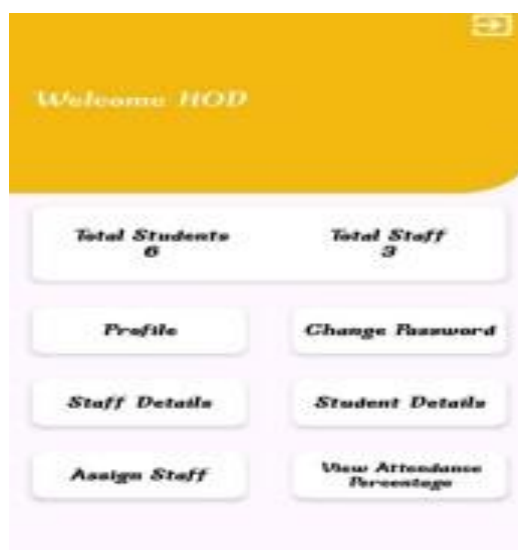 Welcome HOD
Total Students
6
Total Staff
3
Profile
Change Password
Staff Details
Student Details
Assign Staff
View Attendance
Percentage